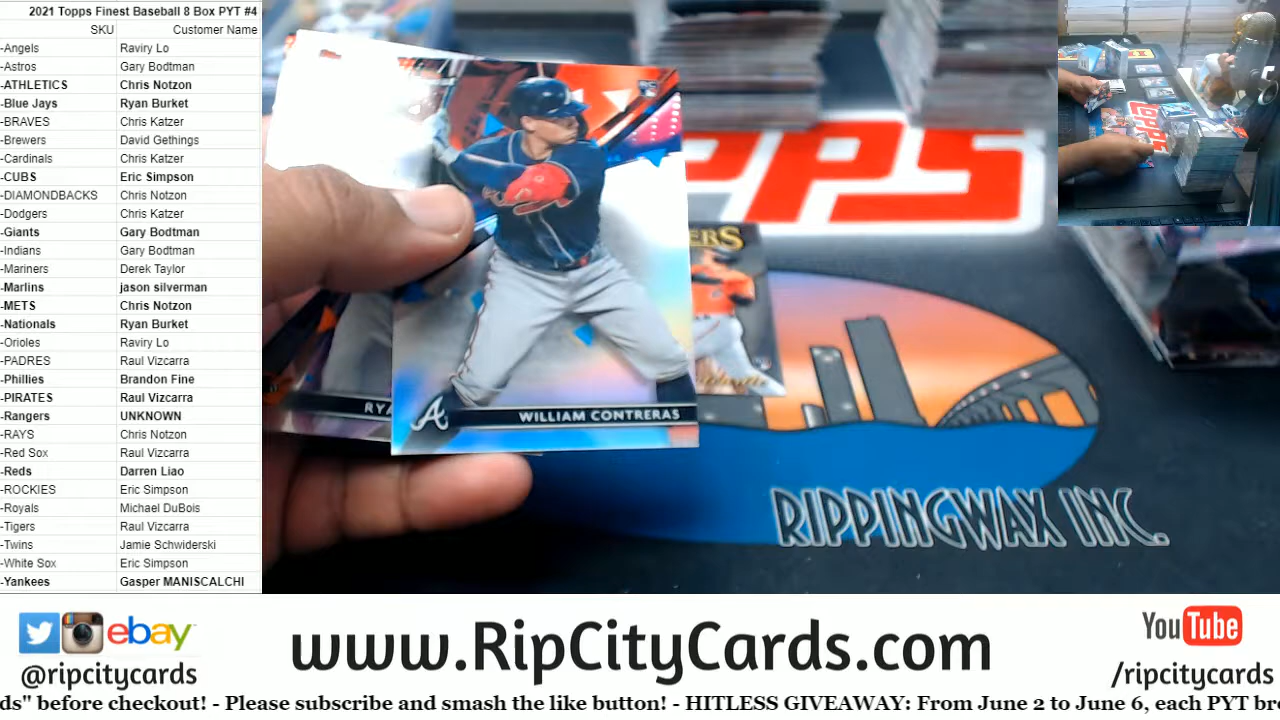 2021 Topps Finest Baseball 8 Box PYT #4
SKU Customer Name
-Angels Raviry Lo
-Astros Gary Bodtman
-ATHLETICS Chris Notzon
-Blue Jays Ryan Burket
-BRAVES Chris Katzer
-Brewers David Gethings
-Cardinals Chris Katzer
-CUBS Eric Simpson
-DIAMONDBACKS Chris Notzon
-Dodgers Chris Katzer
-Giants Gary Bodtman
-Indians Gary Bodtman
-Mariners Derek Taylor
-Marlins jason silverman
-METS Chris Notzon
-Nationals Ryan Burket
-Orioles Raviry Lo
-PADRES Raul Vizcarra
-Phillies Brandon Fine
-PIRATES Raul Vizcarra
-Rangers UNKNOWN
-RAYS Chris Notzon
-Red Sox Raul Vizcarra
-Reds Darren Liao
-ROCKIES Eric Simpson
-Royals Michael DuBois
-Tigers Raul Vizcarra
-Twins Jamie Schwiderski
-White Sox Eric Simpson
-Yankees Gasper MANISCALCHI
PPS
ERS
RYA
A WILLIAM CONTRERAS
RIPPINGWAX INC.
ebay
@ripcitycards
www.RipCityCards.com
YouTube
/ripcitycards
ds" before checkout! - Please subscribe and smash the like button! - HITLESS GIVEAWAY: From June 2 to June 6, each PYT bre